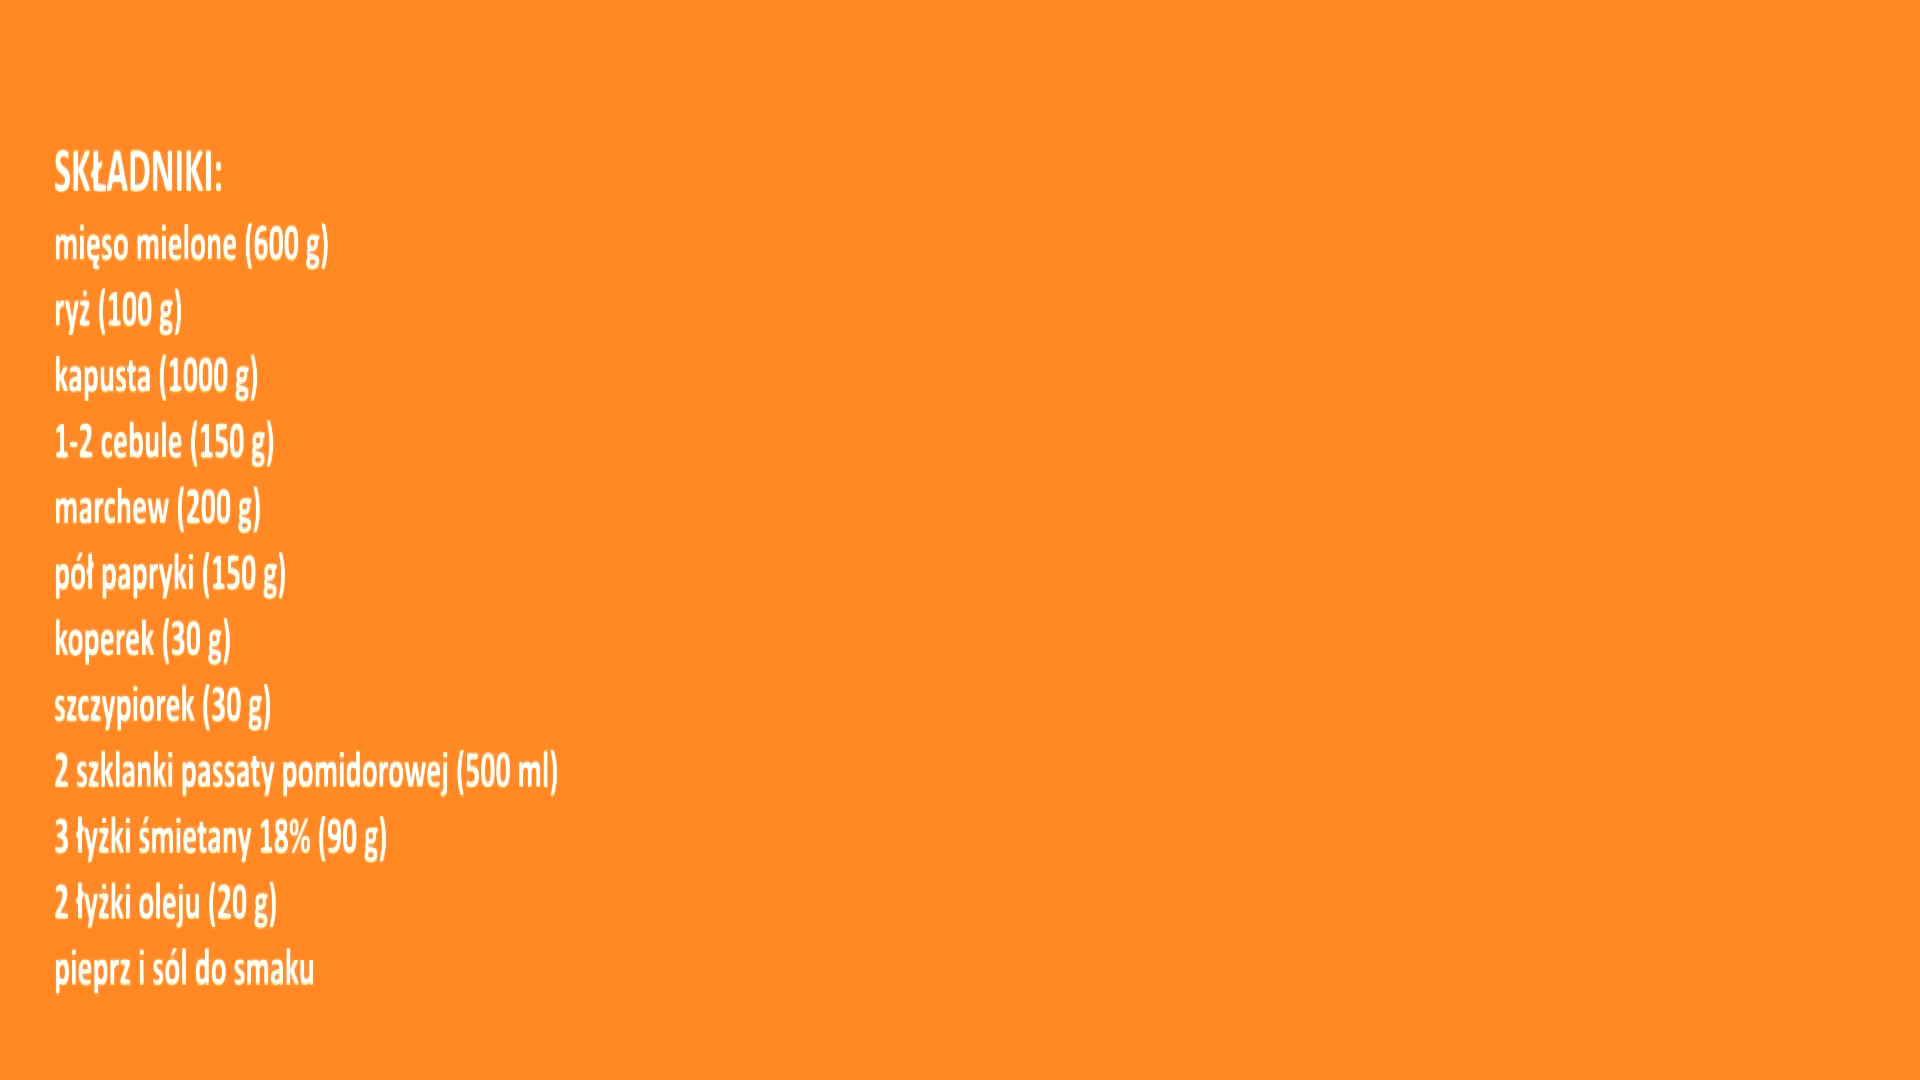 SKŁADNIKI:
mięso mielone (600 g)
ryż (100 g)
kapusta (1000 g)
1-2 cebule (150 g)
marchew (200 g)
pół papryki (150 g)
koperek (30 g)
szczypiorek (30 g)
2 szklanki passaty pomidorowej (500 ml)
3 łyżki śmietany 18% (90 g)
2 łyżki oleju (20 g)
pieprz i sól do smaku